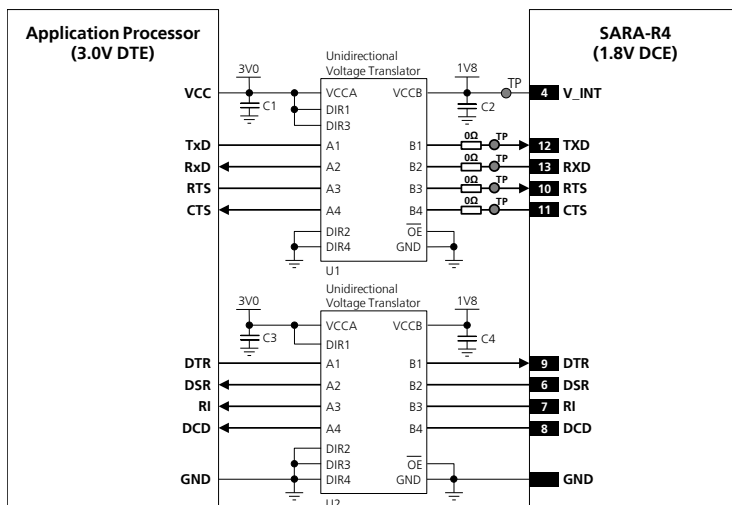 Application Processor
(3.0V DTE)
SARA-R4
(1.8V DCE)
Unidirectional
Voltage Translator
3V0
1V8
TP
VCC
C1
VCCA
VCCB
C2
4 V_INT
DIR1
DIR3
0Ω TP
TxD A1 B1 12 TXD
0Ω TP
RxD A2 B2 13 RXD
0Ω TP
RTS A3 B3 10 RTS
0Ω TP
CTS A4 B4 11 CTS
DIR2 OE
DIR4 GND
U1
Unidirectional
Voltage Translator
3V0
1V8
C3
VCCA
VCCB
C4
DIR1
DTR A1 B1 9 DTR
DSR A2 B2 6 DSR
RI A3 B3 7 RI
DCD A4 B4 8 DCD
DIR2
DIR3 OE
GND DIR4 GND GND
U2